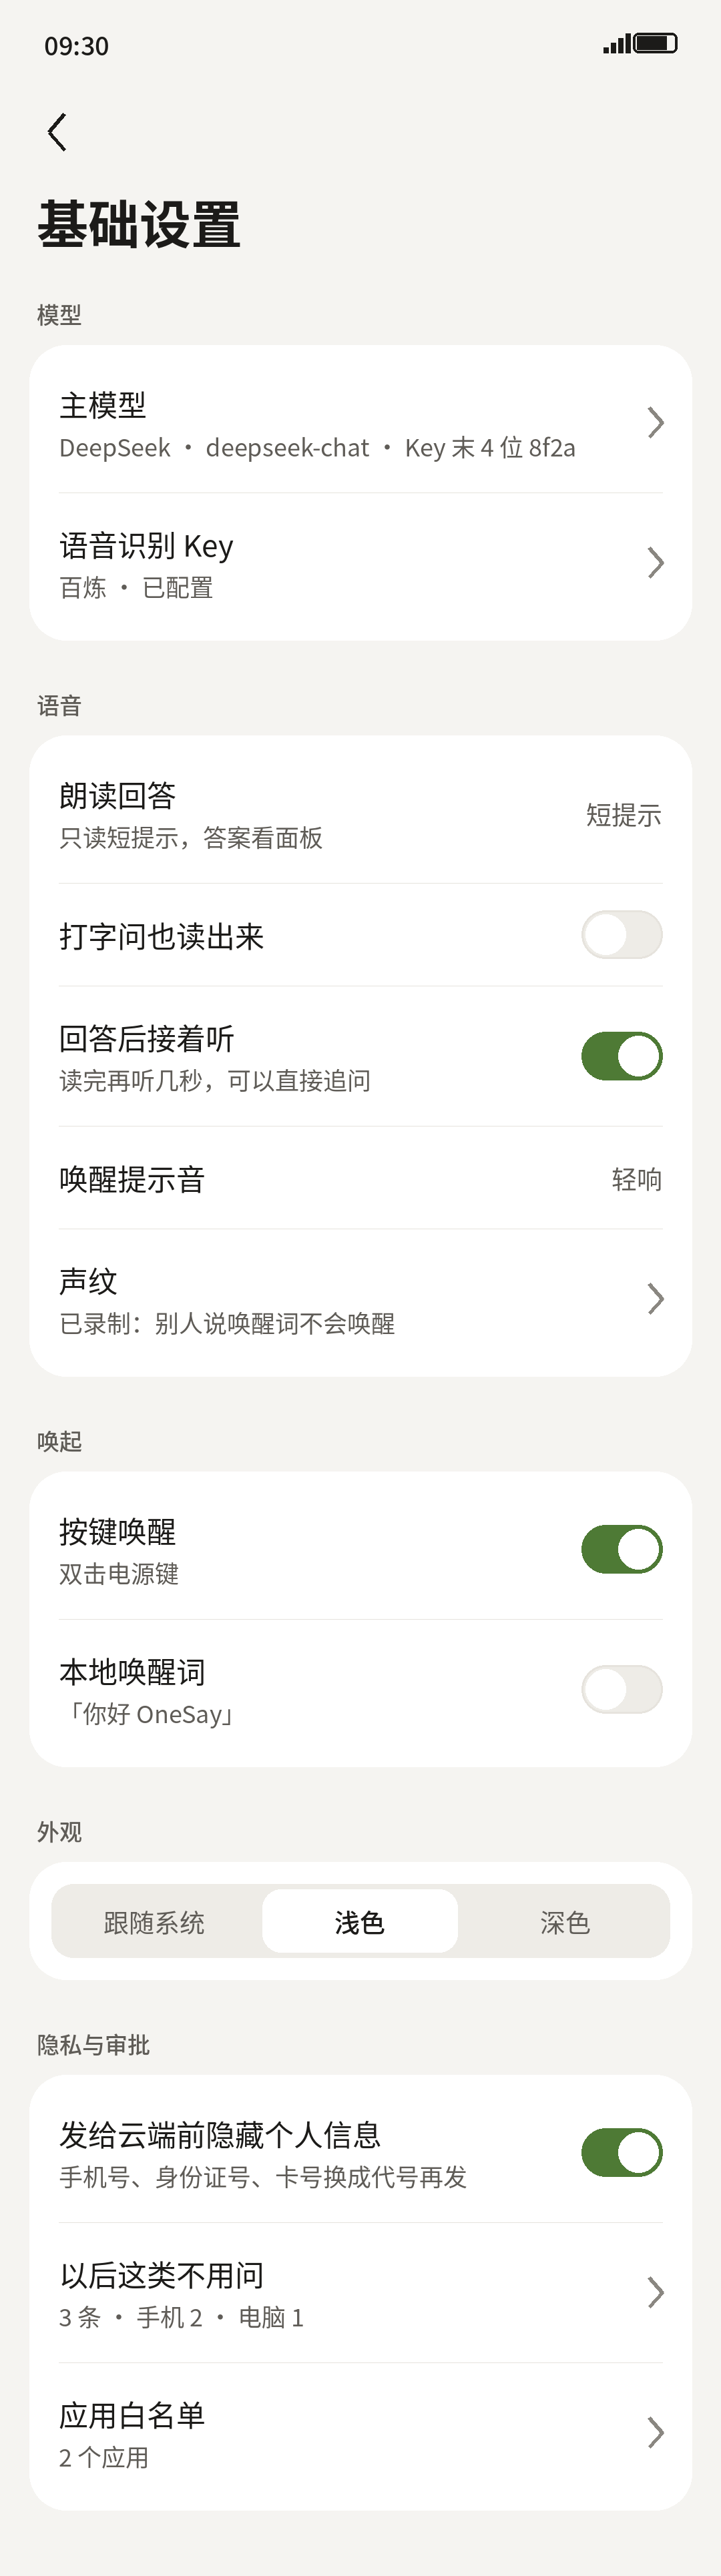 09:30
基础设置
模型
主模型
DeepSeek · deepseek-chat · Key 末 4 位 8f2a
语音识别 Key
百炼 · 已配置
语音
朗读回答
只读短提示，答案看面板
短提示
打字问也读出来
回答后接着听
读完再听几秒，可以直接追问
唤醒提示音
轻响
声纹
已录制：别人说唤醒词不会唤醒
唤起
按键唤醒
双击电源键
本地唤醒词
「你好 OneSay」
外观
跟随系统 浅色 深色
隐私与审批
发给云端前隐藏个人信息
手机号、身份证号、卡号换成代号再发
以后这类不用问
3 条 · 手机 2 · 电脑 1
应用白名单
2 个应用